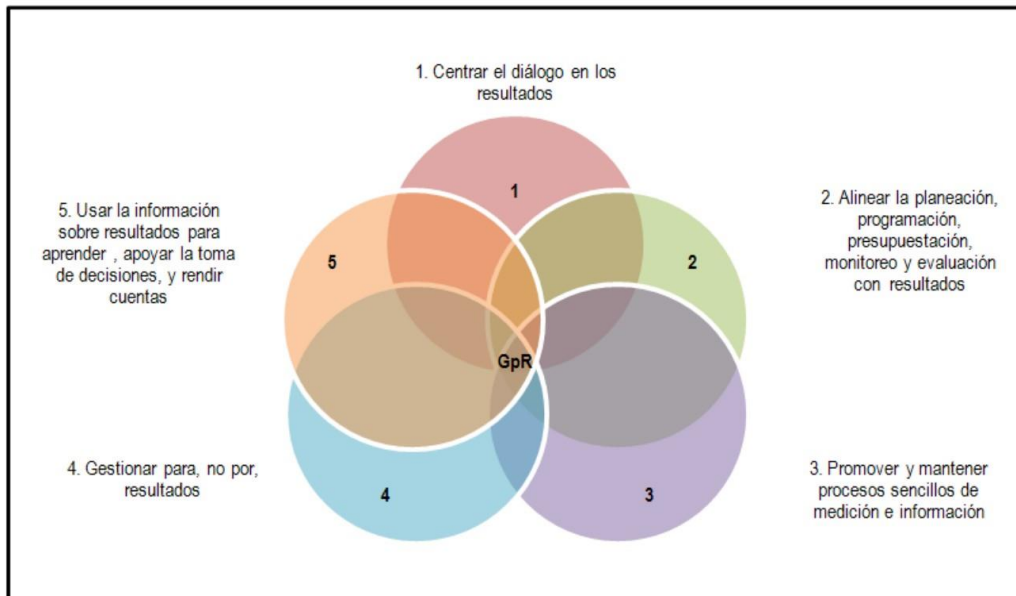 1. Centrar el diálogo en los
resultados
1
2. Alinear la planeación,
programación,
presupuestación,
monitoreo y evaluación
con resultados
2
3. Promover y mantener
procesos sencillos de
medición e información
3
4. Gestionar para, no por,
resultados
4
5. Usar la información
sobre resultados para
aprender , apoyar la toma
de decisiones, y rendir
cuentas
5
GpR